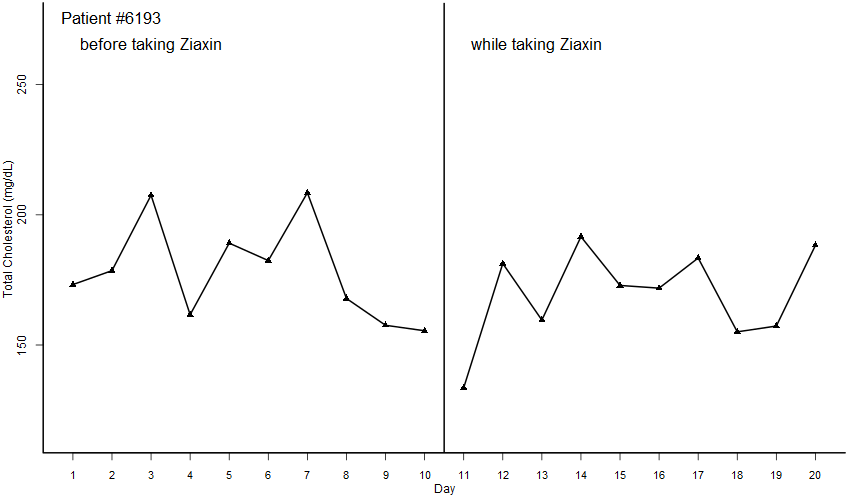 Patient #6193
before taking Ziaxin
while taking Ziaxin
Total Cholesterol (mg/dL)
250
200
150
1 2 3 4 5 6 7 8 9 10 11 12 13 14 15 16 17 18 19 20
Day